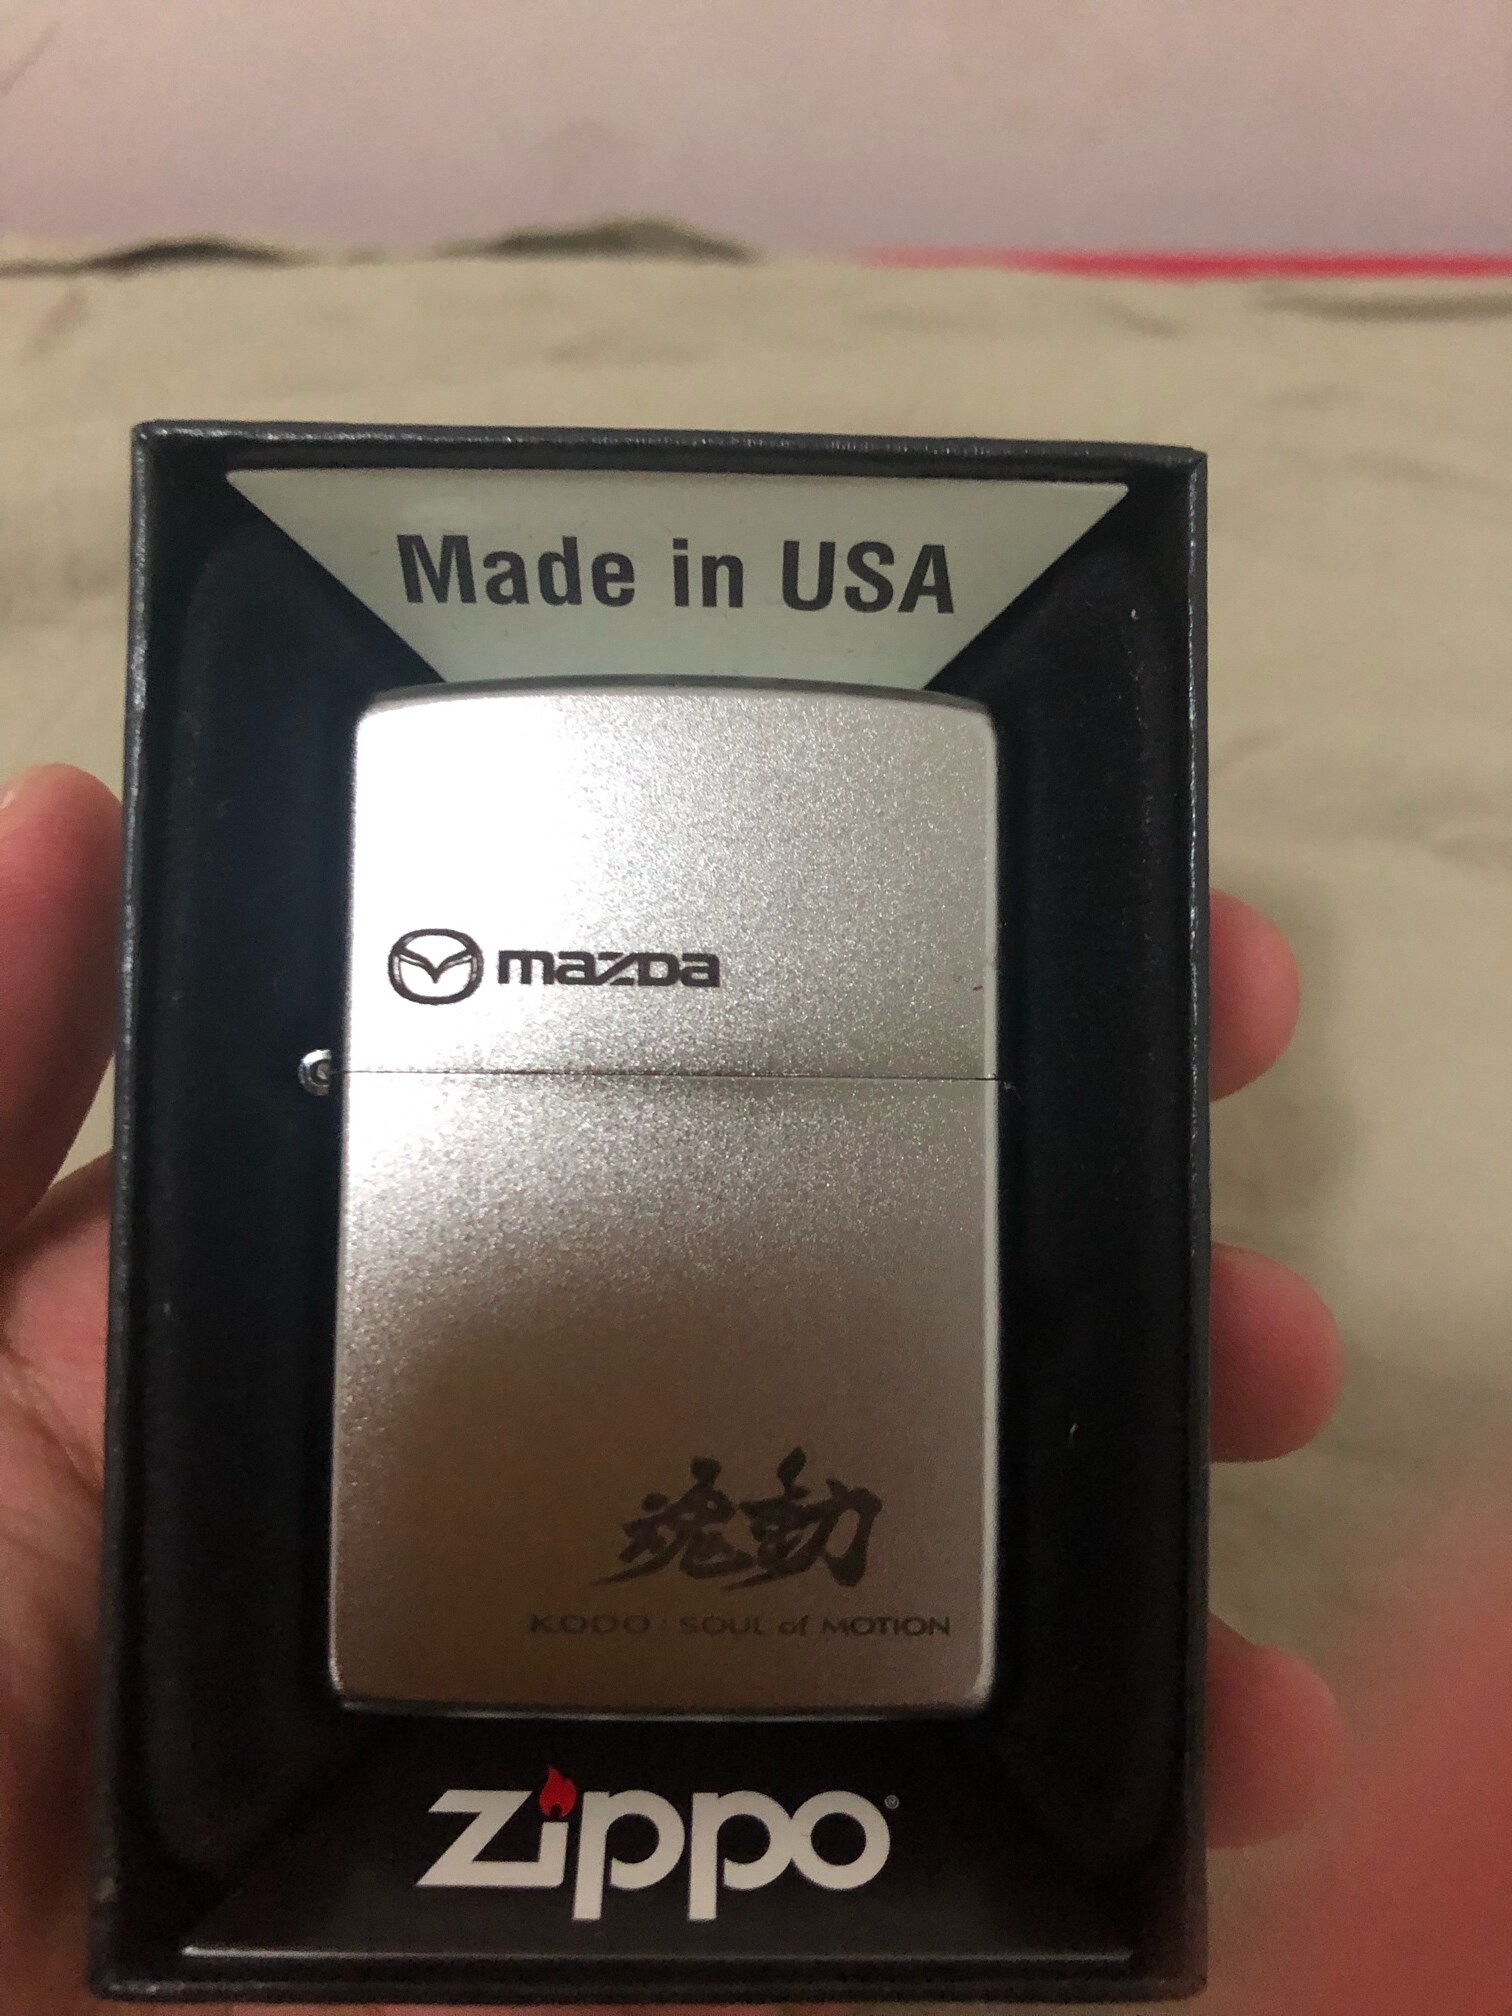 Made in USA
mazda
魂動
KODO : SOUL of MOTION
zippo®